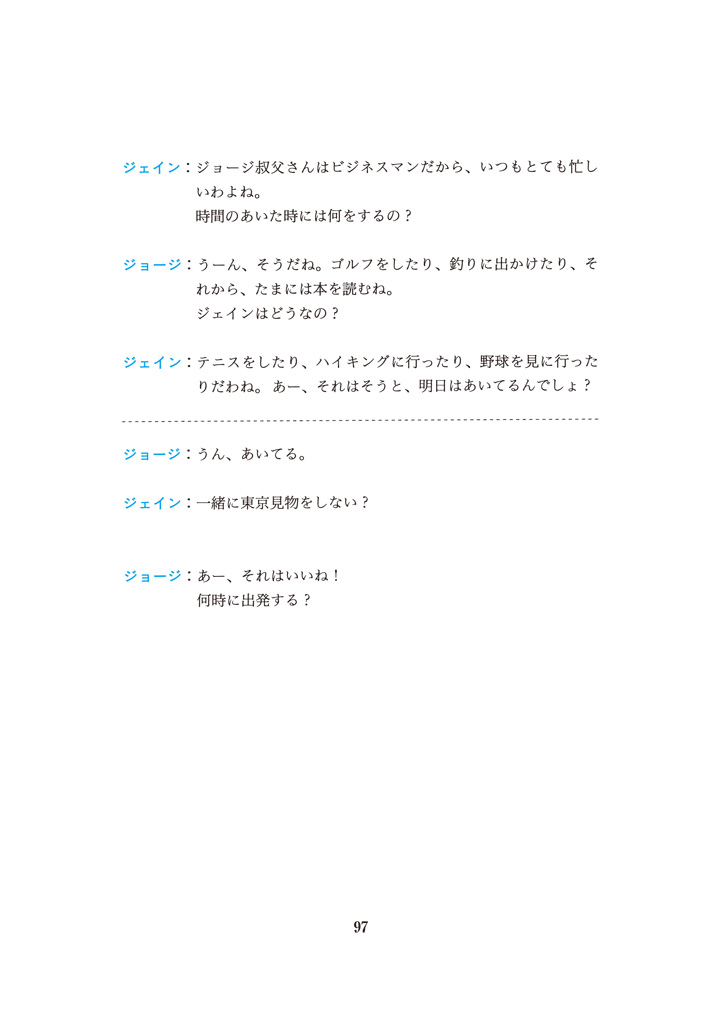 ジェイン：ジョージ叔父さんはビジネスマンだから、いつもとても忙し
いわよね。
時間のあいた時には何をするの？
ジョージ：うーん、そうだね。ゴルフをしたり、釣りに出かけたり、そ
れから、たまには本を読むね。
ジェインはどうなの？
ジェイン：テニスをしたり、ハイキングに行ったり、野球を見に行った
りだわね。あー、それはそうと、明日はあいてるんでしょ？
ジョージ：うん、あいてる。
ジェイン：一緒に東京見物をしない？
ジョージ：あー、それはいいね！
何時に出発する？
97